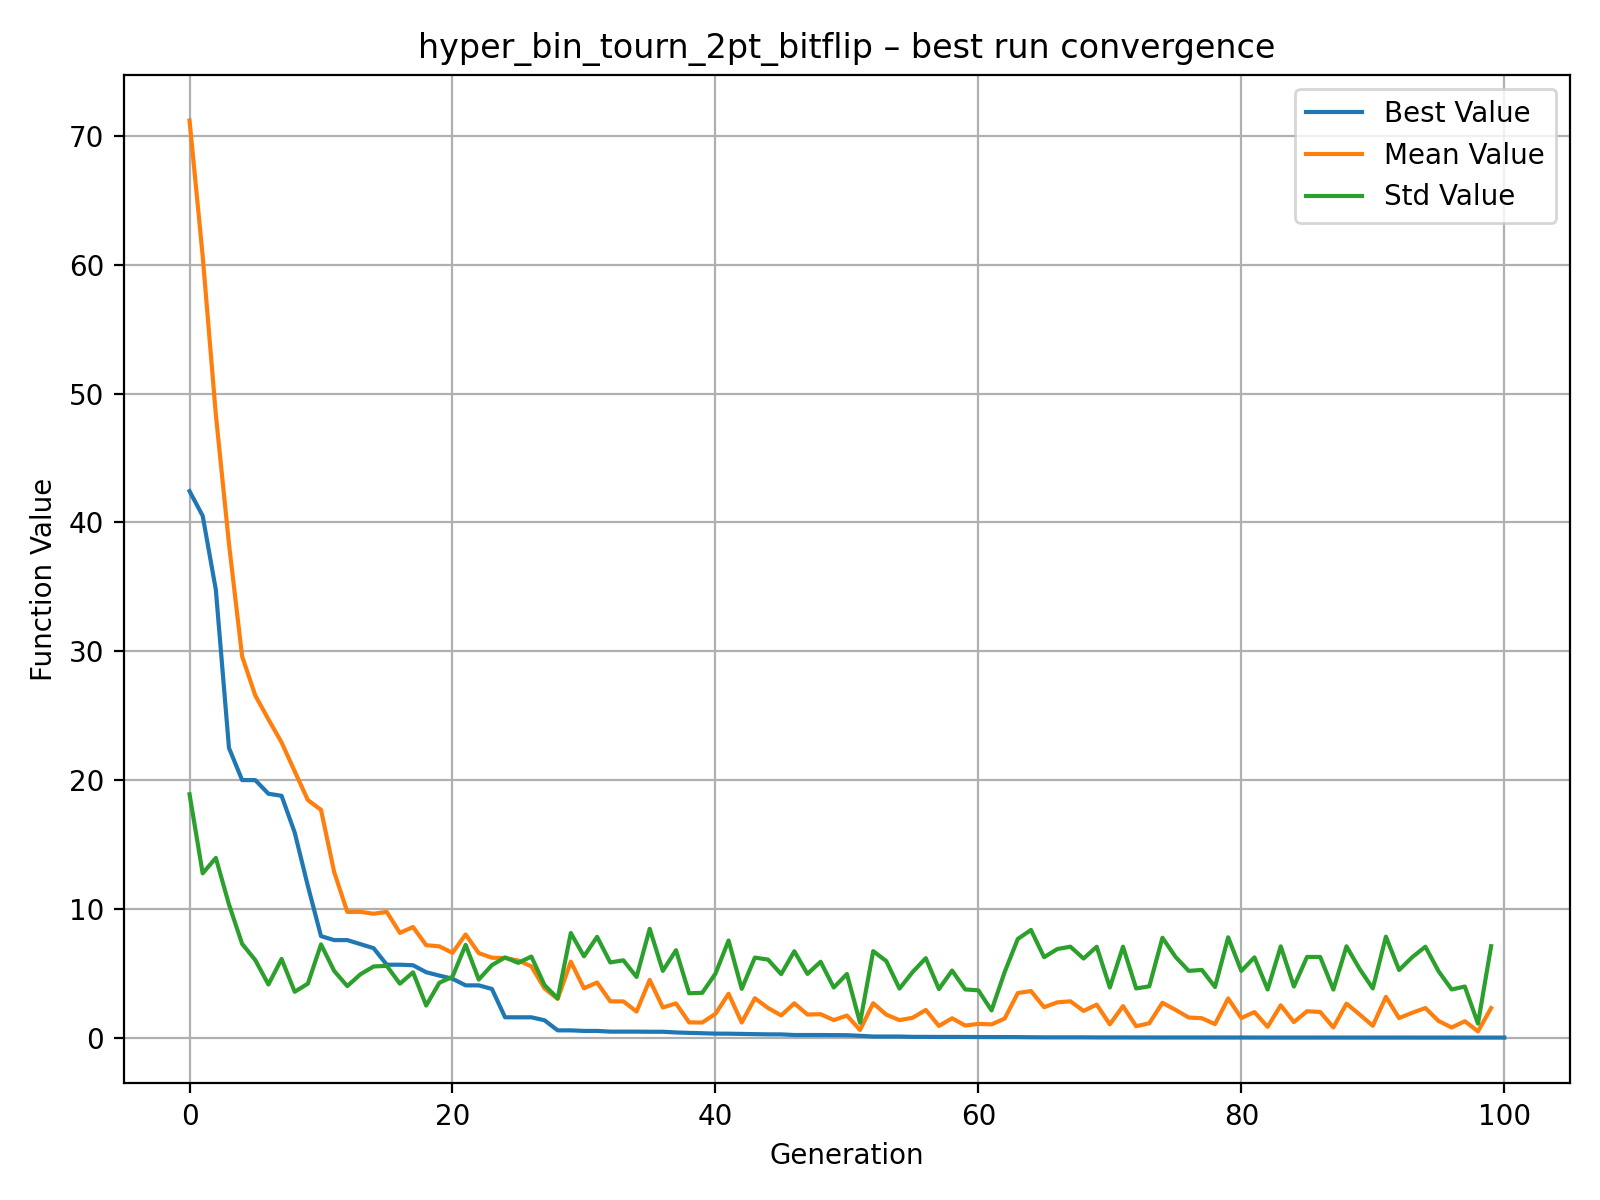 hyper_bin_tourn_2pt_bitflip – best run convergence
Best Value
Mean Value
Std Value
Function Value
70
60
50
40
30
20
10
0
0 20 40 60 80 100
Generation